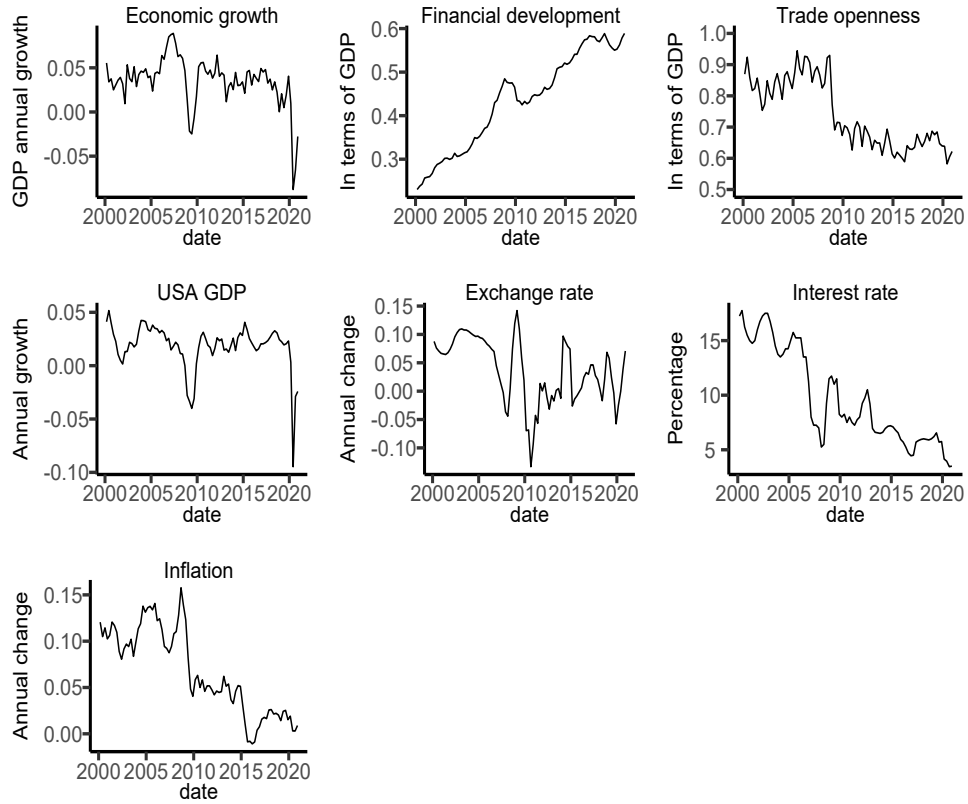 Economic growth
GDP annual growth
0.05
0.00
-0.05
2000 2005 2010 2015 2020
date
Financial development
In terms of GDP
0.6
0.5
0.4
0.3
2000 2005 2010 2015 2020
date
Trade openness
In terms of GDP
1.0
0.9
0.8
0.7
0.6
0.5
2000 2005 2010 2015 2020
date
USA GDP
Annual growth
0.05
0.00
-0.05
-0.10
2000 2005 2010 2015 2020
date
Exchange rate
Annual change
0.15
0.10
0.05
0.00
-0.05
-0.10
2000 2005 2010 2015 2020
date
Interest rate
Percentage
15
10
5
2000 2005 2010 2015 2020
date
Inflation
Annual change
0.15
0.10
0.05
0.00
2000 2005 2010 2015 2020
date